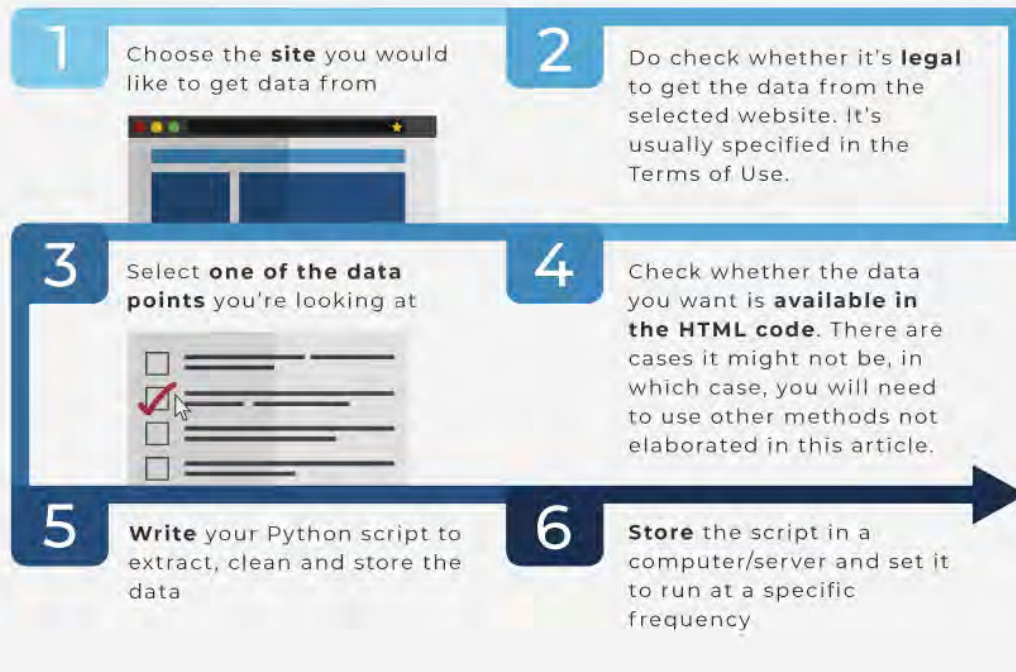 1
Choose the site you would
like to get data from
2
Do check whether it's legal
to get the data from the
selected website. It's
usually specified in the
Terms of Use.
3
Select one of the data
points you're looking at
4
Check whether the data
you want is available in
the HTML code. There are
cases it might not be, in
which case, you will need
to use other methods not
elaborated in this article.
5
Write your Python script to
extract, clean and store the
data
6
Store the script in a
computer/server and set it
to run at a specific
frequency